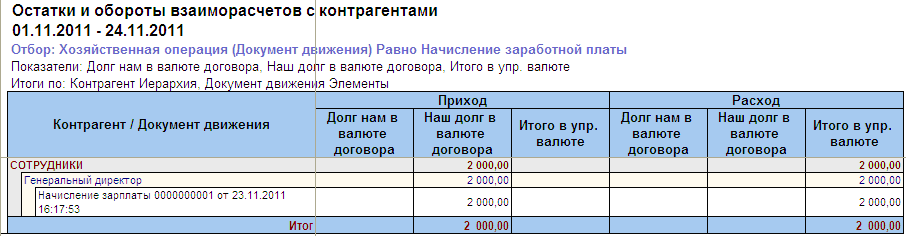 Остатки и обороты взаиморасчетов с контрагентами
01.11.2011 - 24.11.2011
Отбор: Хозяйственная операция (Документ движения) Равно Начисление заработной платы
Показатели: Долг нам в валюте договора, Наш долг в валюте договора, Итого в упр. валюте
Итоги по: Контрагент Иерархия, Документ движения Элементы
Контрагент / Документ движения Приход Расход
Долг нам в валюте договора Наш долг в валюте договора Итого в упр. валюте Долг нам в валюте договора Наш долг в валюте договора Итого в упр. валюте
СОТРУДНИКИ 2 000,00 2 000,00
Генеральный директор 2 000,00 2 000,00
Начисление зарплаты 0000000001 от 23.11.2011
16:17:53 2 000,00 2 000,00
Итог 2 000,00 2 000,00